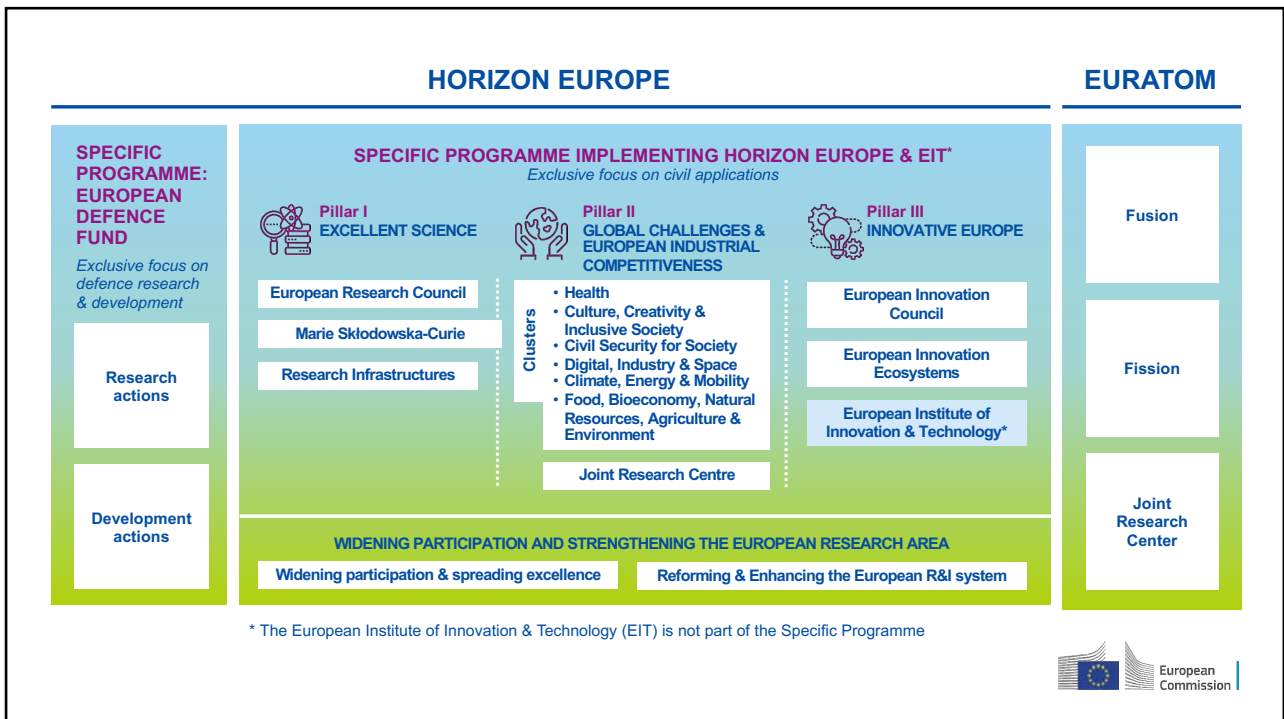 HORIZON EUROPE
EURATOM
SPECIFIC
PROGRAMME:
EUROPEAN
DEFENCE
FUND
Exclusive focus on
defence research
& development
Research
actions
Development
actions
SPECIFIC PROGRAMME IMPLEMENTING HORIZON EUROPE & EIT*
Exclusive focus on civil applications
Pillar I
EXCELLENT SCIENCE
European Research Council
Marie Skłodowska-Curie
Research Infrastructures
Pillar II
GLOBAL CHALLENGES &
EUROPEAN INDUSTRIAL
COMPETITIVENESS
Clusters
• Health
• Culture, Creativity &
Inclusive Society
• Civil Security for Society
• Digital, Industry & Space
• Climate, Energy & Mobility
• Food, Bioeconomy, Natural
Resources, Agriculture &
Environment
Joint Research Centre
Pillar III
INNOVATIVE EUROPE
European Innovation
Council
European Innovation
Ecosystems
European Institute of
Innovation & Technology*
WIDENING PARTICIPATION AND STRENGTHENING THE EUROPEAN RESEARCH AREA
Widening participation & spreading excellence
Reforming & Enhancing the European R&I system
Fusion
Fission
Joint
Research
Center
* The European Institute of Innovation & Technology (EIT) is not part of the Specific Programme
European
Commission